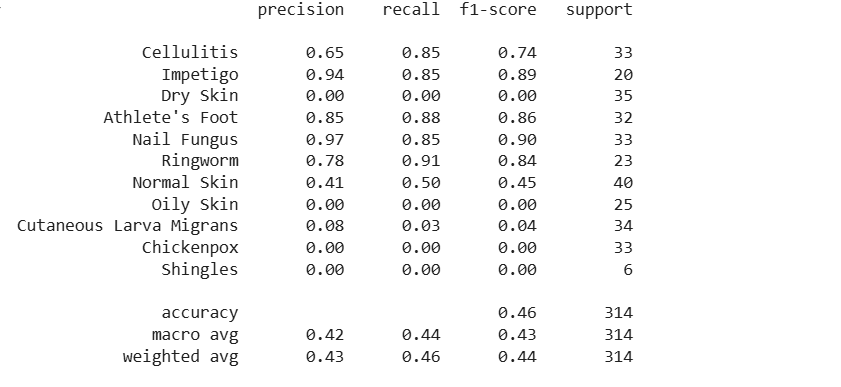 precision recall f1-score support
Cellulitis 0.65 0.85 0.74 33
Impetigo 0.94 0.85 0.89 20
Dry Skin 0.00 0.00 0.00 35
Athlete's Foot 0.85 0.88 0.86 32
Nail Fungus 0.97 0.85 0.90 33
Ringworm 0.78 0.91 0.84 23
Normal Skin 0.41 0.50 0.45 40
Oily Skin 0.00 0.00 0.00 25
Cutaneous Larva Migrans 0.08 0.03 0.04 34
Chickenpox 0.00 0.00 0.00 33
Shingles 0.00 0.00 0.00 6
accuracy 0.46 314
macro avg 0.42 0.44 0.43 314
weighted avg 0.43 0.46 0.44 314